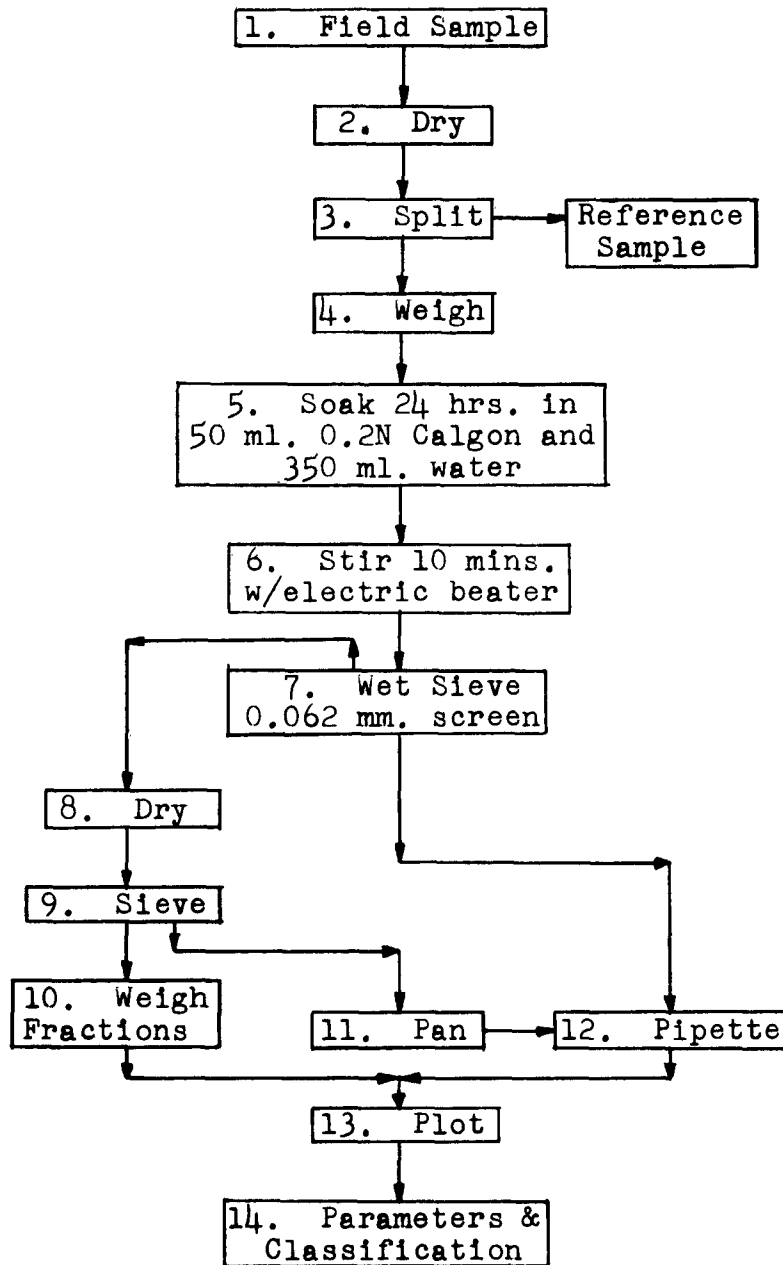 1. Field Sample
2. Dry
3. Split
Reference
Sample
4. Weigh
5. Soak 24 hrs. in
50 ml. 0.2N Calgon and
350 ml. water
6. Stir 10 mins.
w/electric beater
7. Wet Sieve
0.062 mm. screen
8. Dry
9. Sieve
10. Weigh
Fractions
11. Pan
12. Pipette
13. Plot
14. Parameters &
Classification